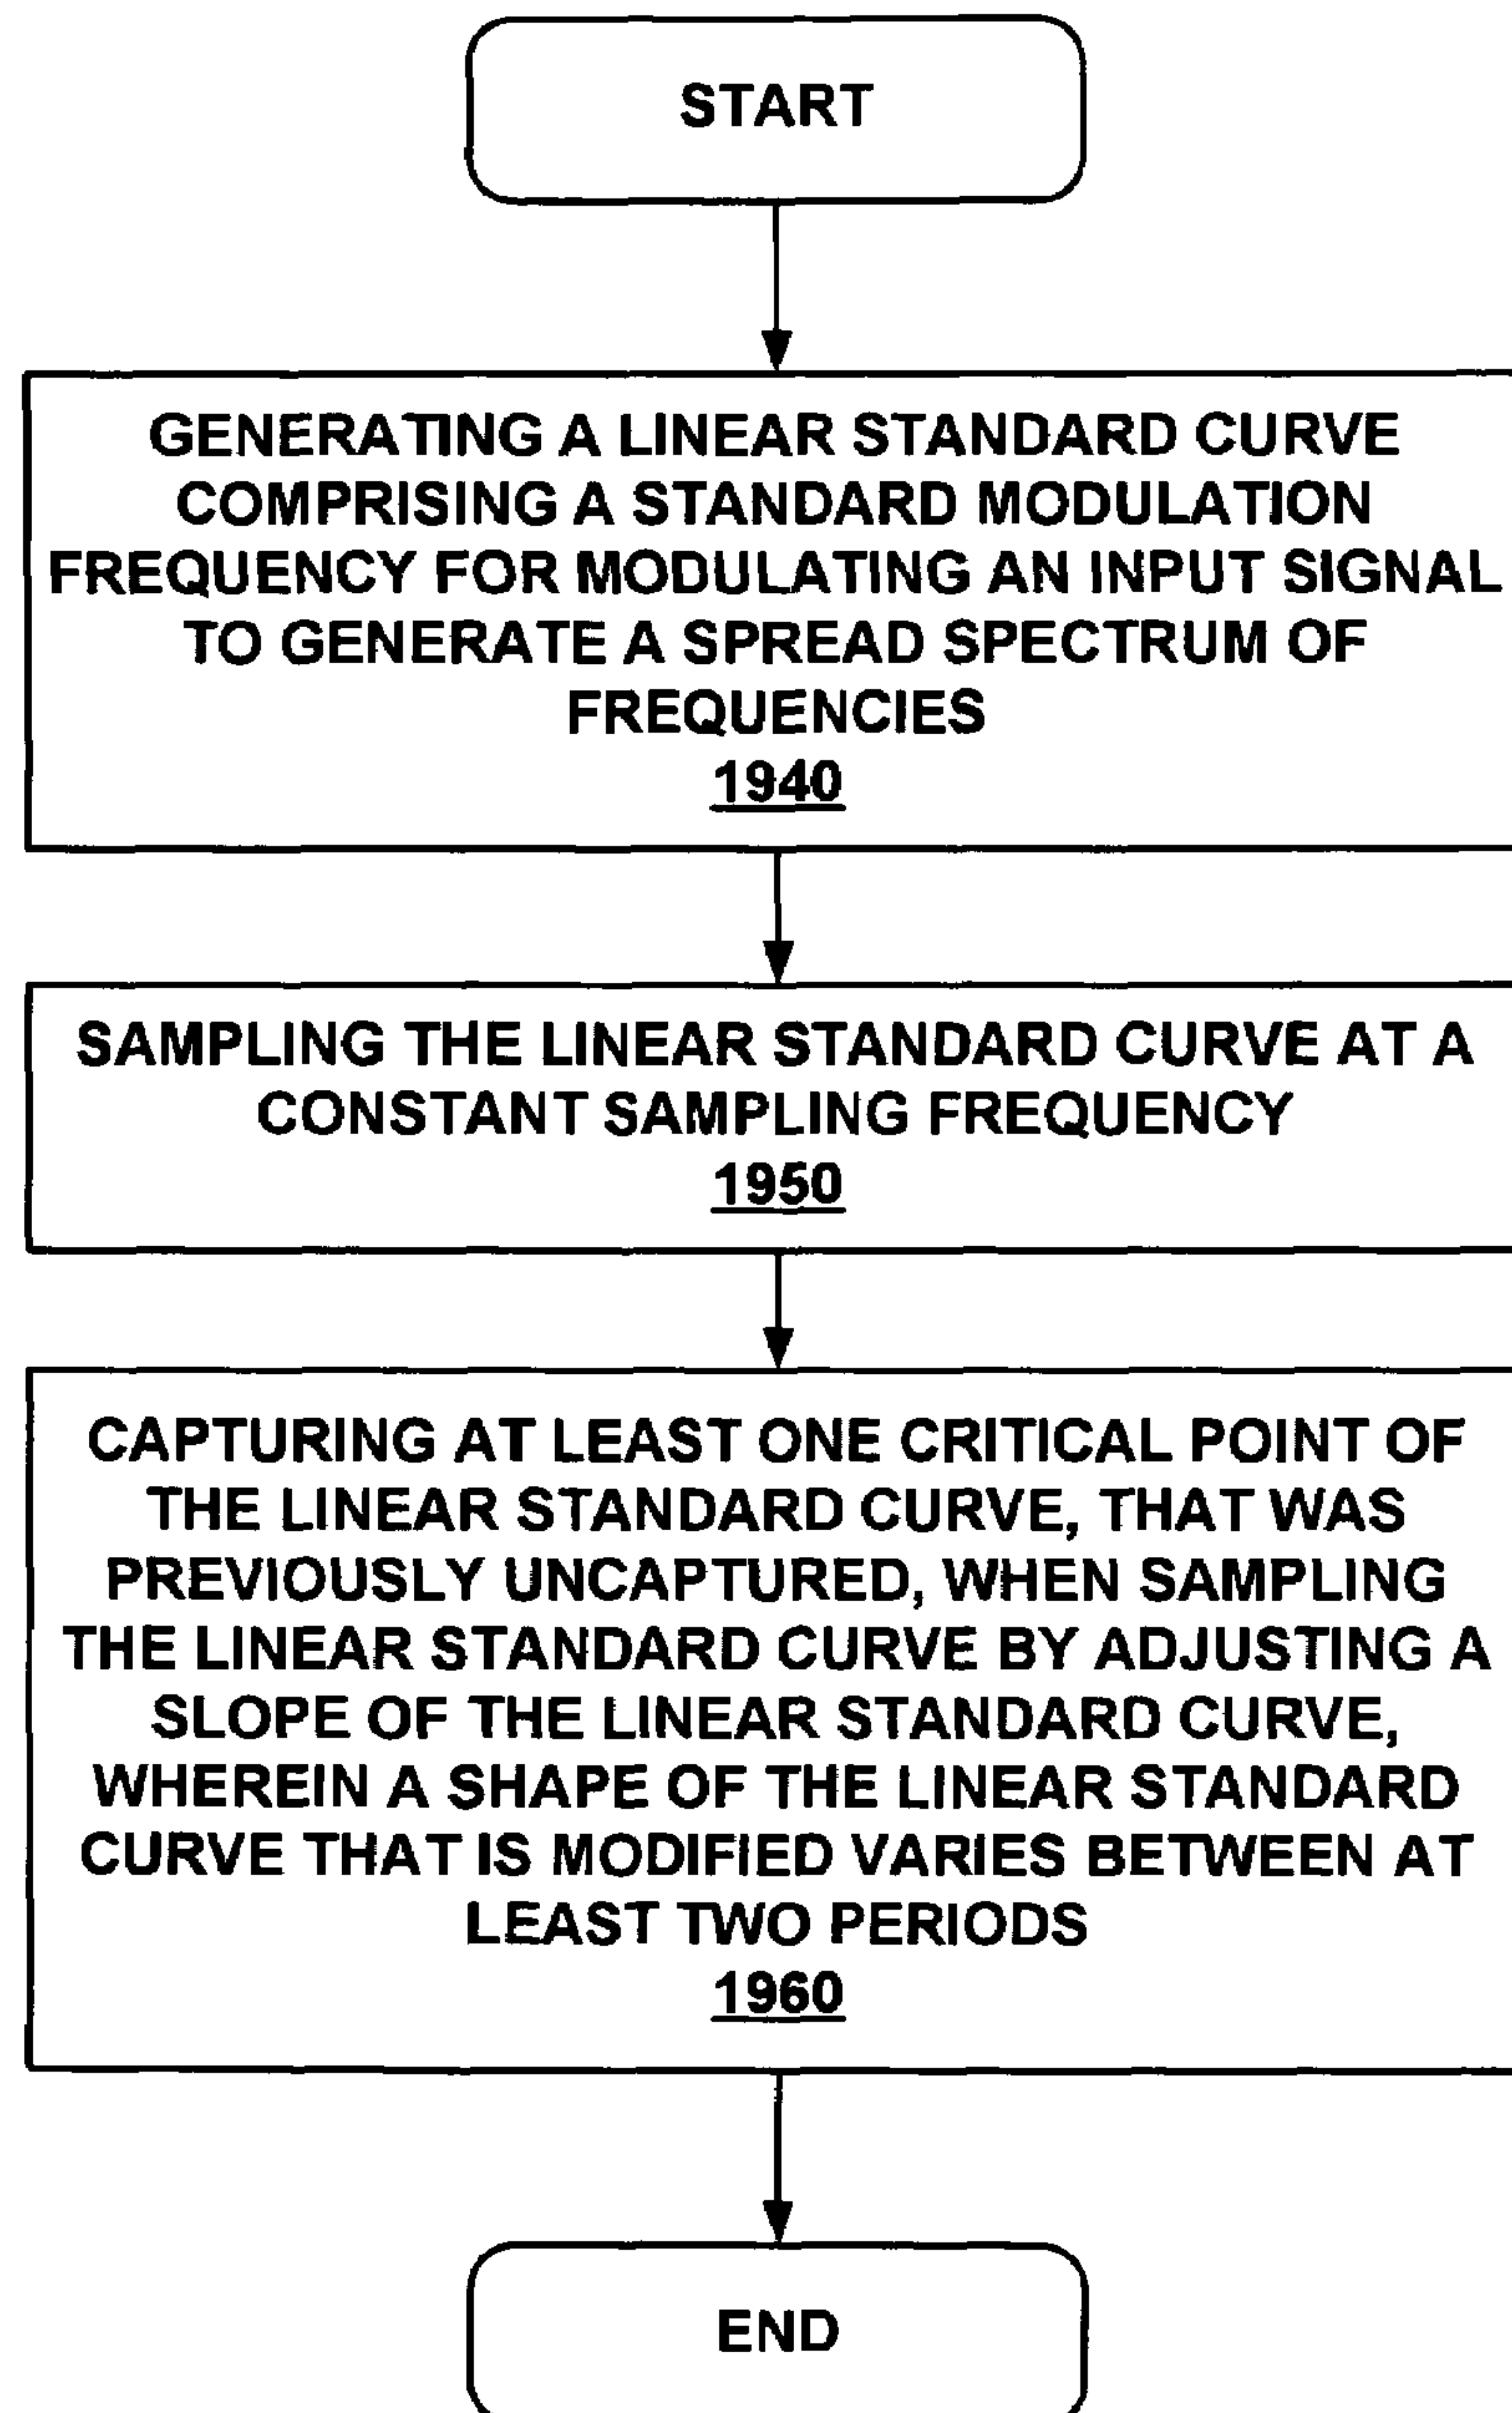 START
GENERATING A LINEAR STANDARD CURVE
COMPRISING A STANDARD MODULATION
FREQUENCY FOR MODULATING AN INPUT SIGNAL
TO GENERATE A SPREAD SPECTRUM OF
FREQUENCIES
1940
SAMPLING THE LINEAR STANDARD CURVE AT A
CONSTANT SAMPLING FREQUENCY
1950
CAPTURING AT LEAST ONE CRITICAL POINT OF
THE LINEAR STANDARD CURVE, THAT WAS
PREVIOUSLY UNCAPTURED, WHEN SAMPLING
THE LINEAR STANDARD CURVE BY ADJUSTING A
SLOPE OF THE LINEAR STANDARD CURVE,
WHEREIN A SHAPE OF THE LINEAR STANDARD
CURVE THAT IS MODIFIED VARIES BETWEEN AT
LEAST TWO PERIODS
1960
END